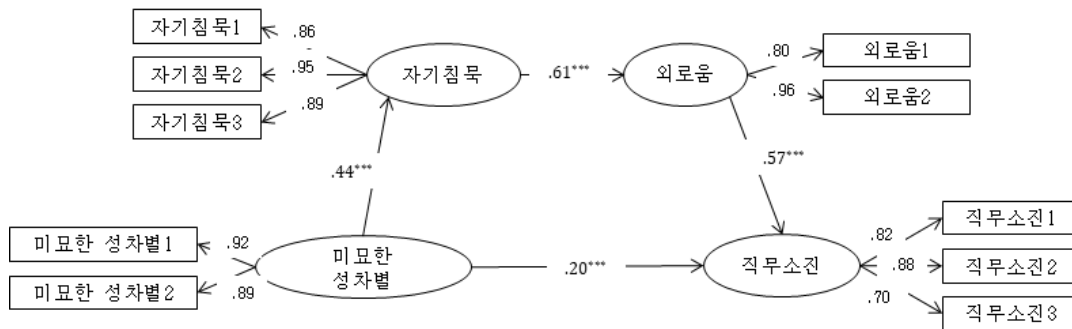 자기침묵1
.86
자기침묵2
.95
자기침묵3
.89
자기침묵
.61***
외로움
.80
외로움1
.96
외로움2
.44***
.57***
미묘한 성차별1
.92
미묘한 성차별2
.89
미묘한
성차별
.20***
직무소진
.82
직무소진1
.88
직무소진2
.70
직무소진3